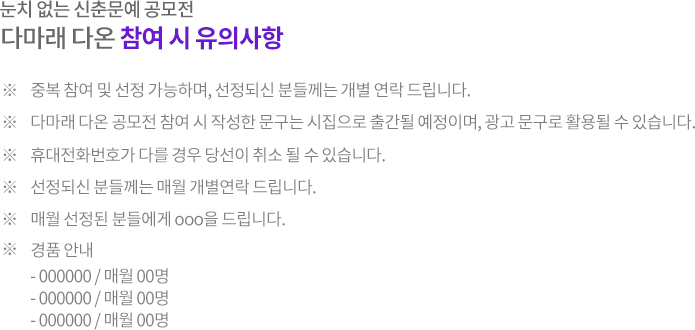 눈치 없는 신춘문예 공모전
다마래 다온 참여 시 유의사항
※ 중복 참여 및 선정 가능하며, 선정되신 분들께는 개별 연락 드립니다.
※ 다마래 다온 공모전 참여 시 작성한 문구는 시집으로 출간될 예정이며, 광고 문구로 활용될 수 있습니다.
※ 휴대전화번호가 다를 경우 당선이 취소 될 수 있습니다.
※ 선정되신 분들께는 매월 개별연락 드립니다.
※ 매월 선정된 분들에게 ooo을 드립니다.
※ 경품 안내
- 000000 / 매월 00명
- 000000 / 매월 00명
- 000000 / 매월 00명